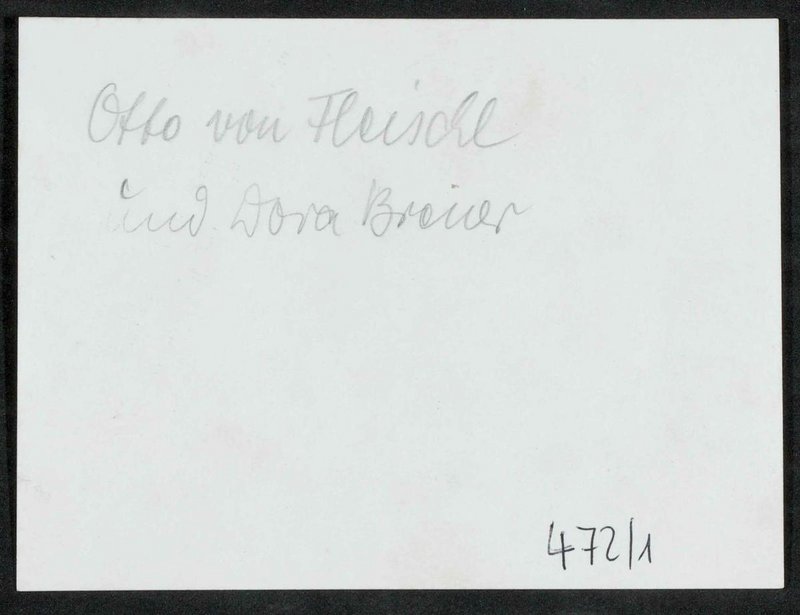 Otto von Fleischl
und Dora Breuer
472/1